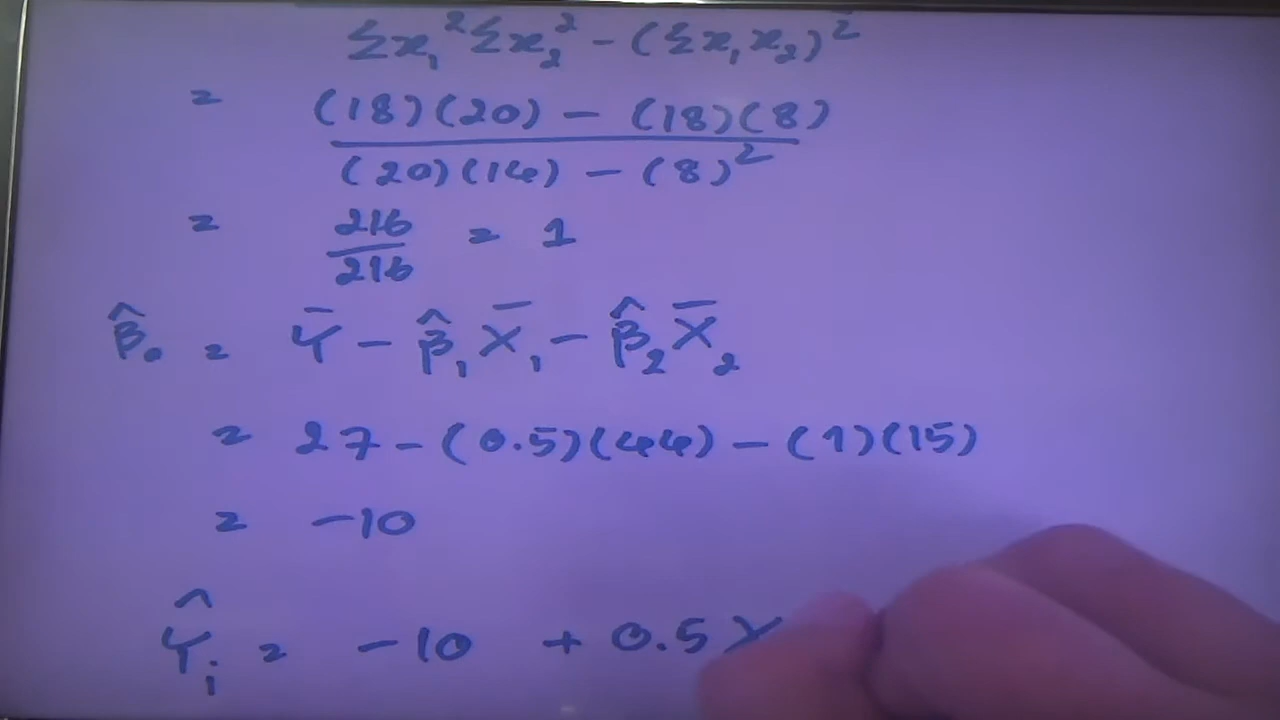 Σx₁²Σx₂² - (Σx₁x₂)²
= (18)(20) - (18)(8)
(20)(14) - (8)²
= 216 = 1
216
β̂₀ = Ȳ - β̂₁X̄₁ - β̂₂X̄₂
= 27 - (0.5)(44) - (1)(15)
= -10
Ŷᵢ = -10 + 0.5X